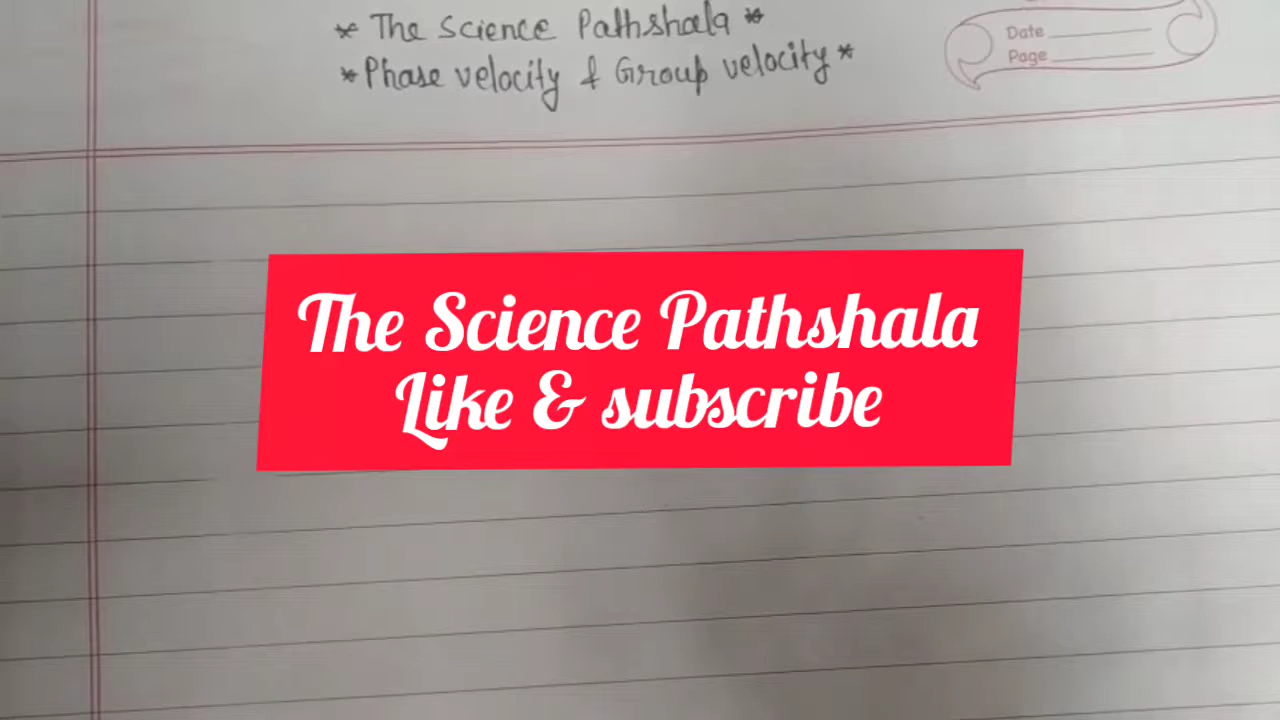 * The Science Pathshala *
* Phase velocity & Group velocity *
Date
Page
The Science Pathshala
Like & subscribe